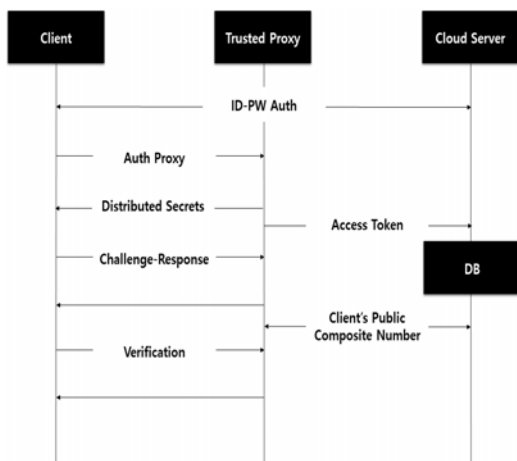 Client
Trusted Proxy
Cloud Server
ID-PW Auth
Auth Proxy
Distributed Secrets
Access Token
Challenge-Response
DB
Client's Public
Composite Number
Verification